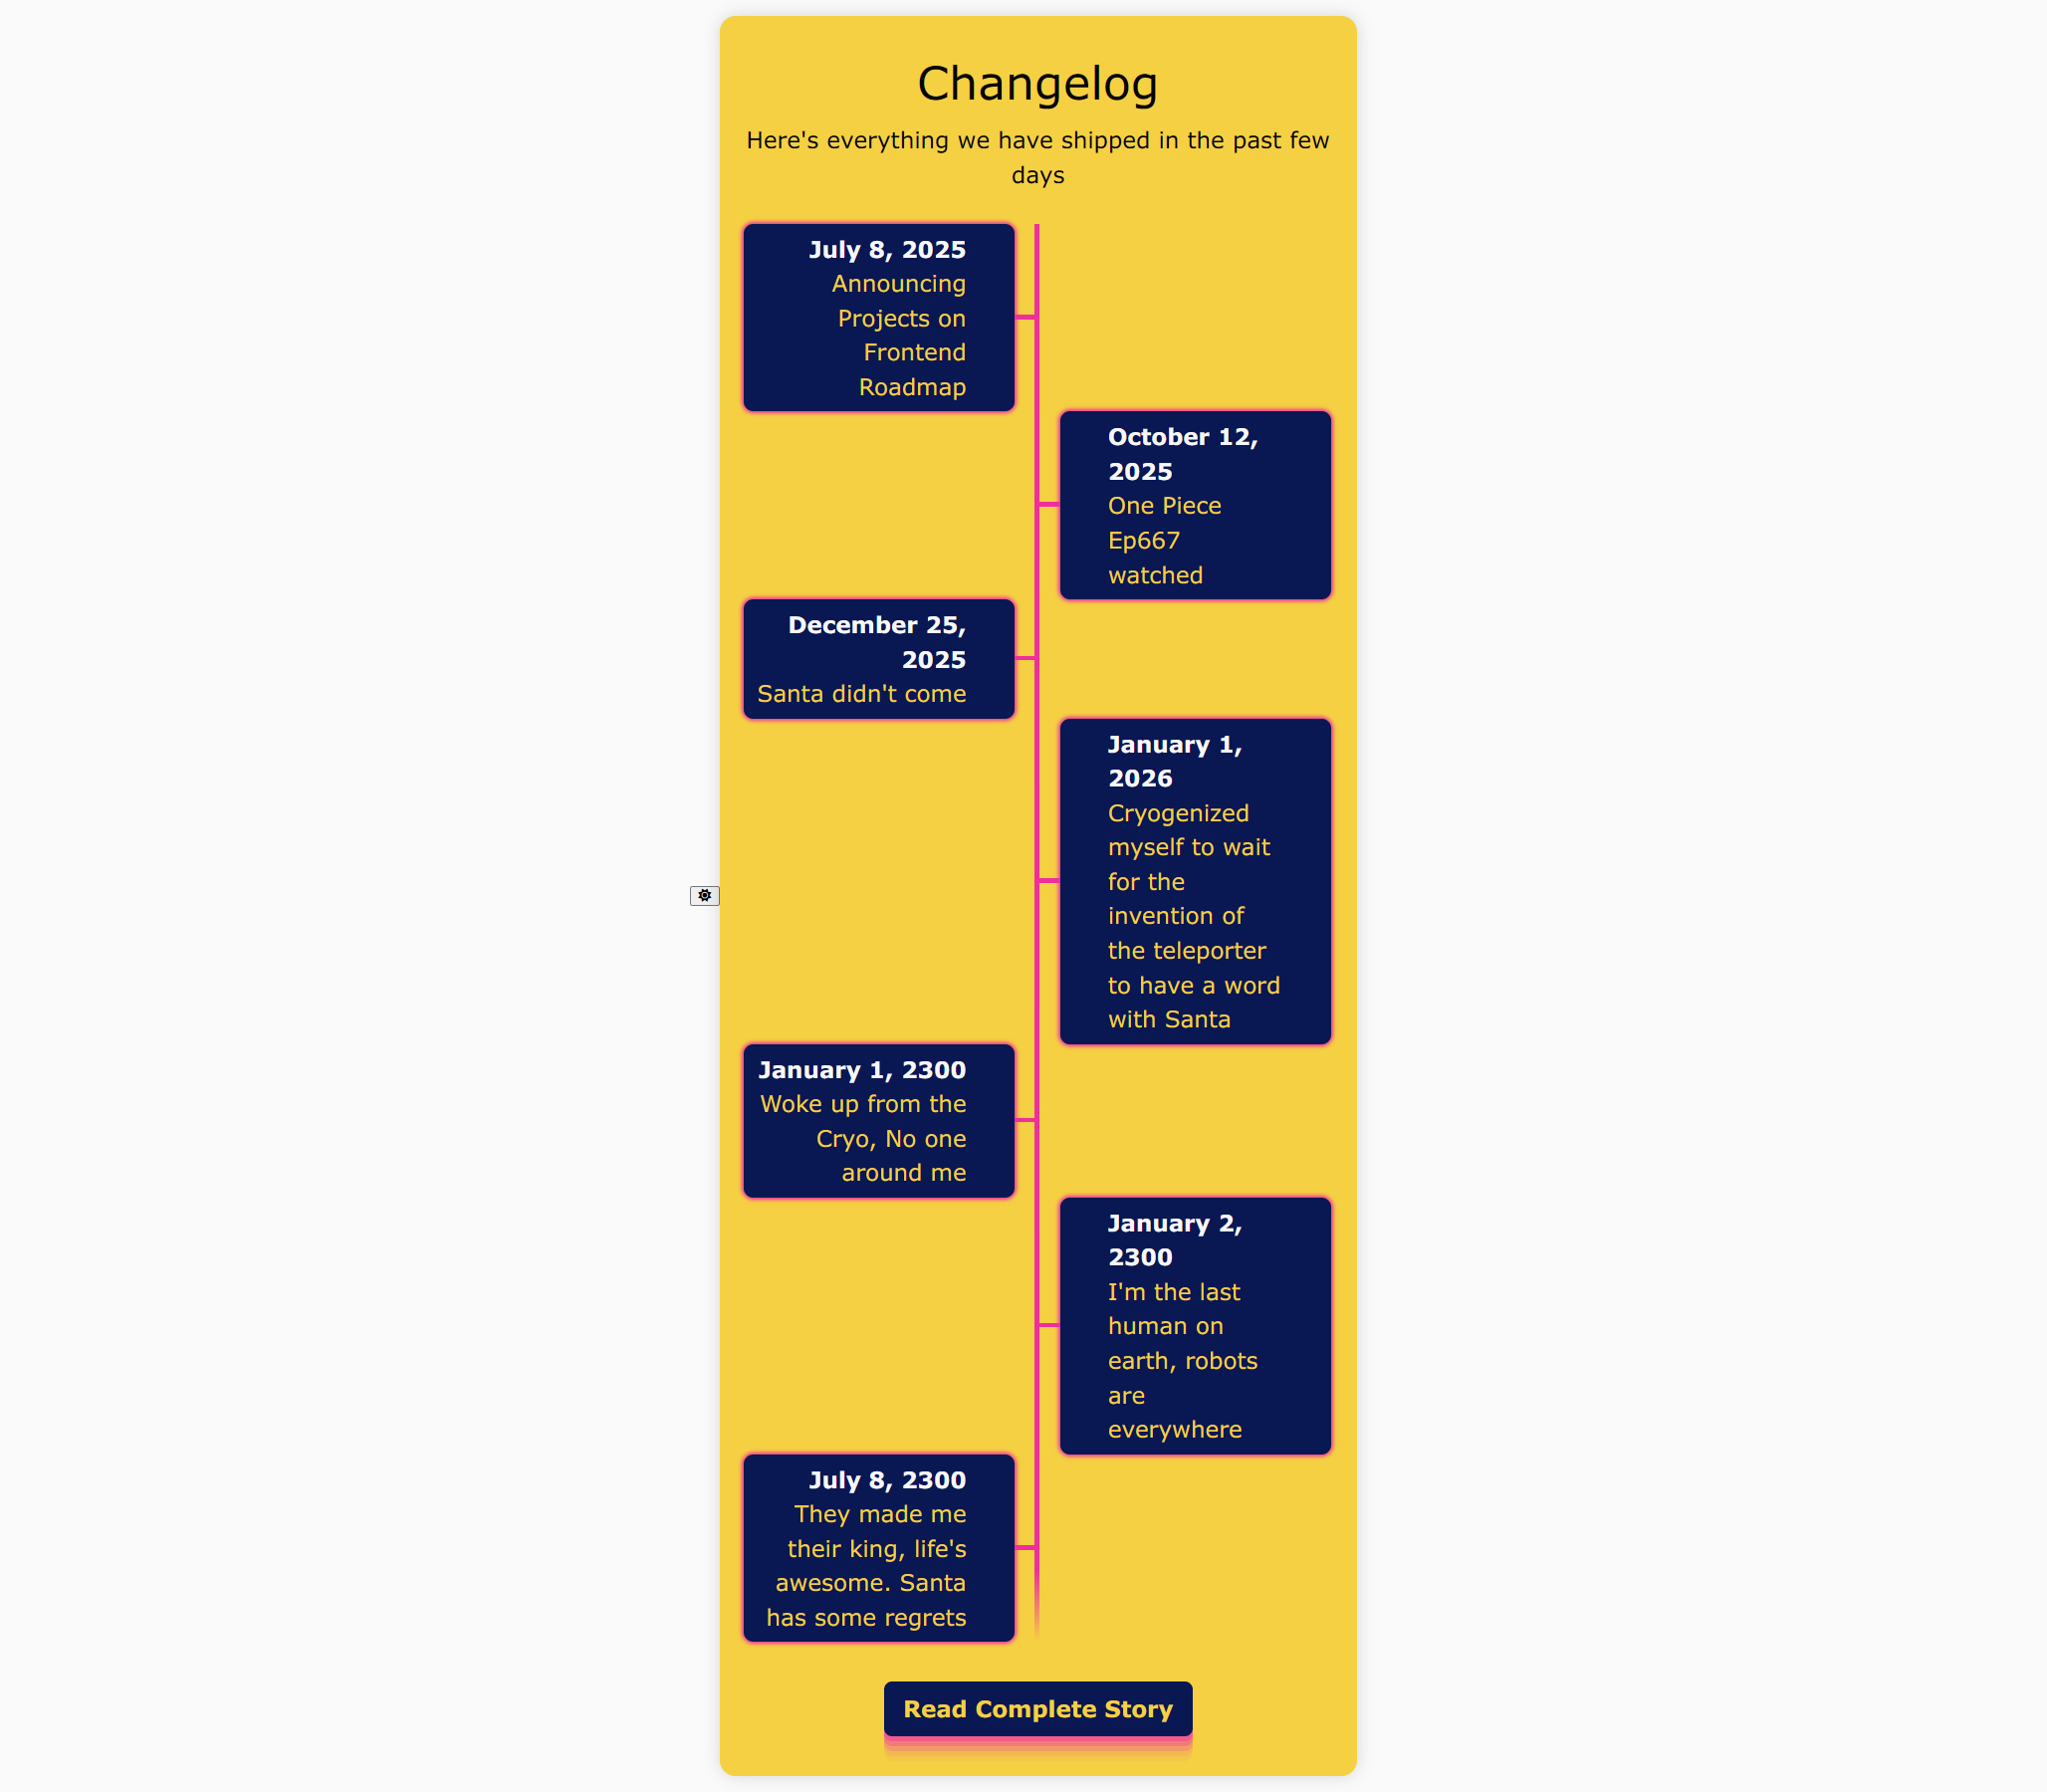 Changelog
Here's everything we have shipped in the past few
days
July 8, 2025
Announcing
Projects on
Frontend
Roadmap
October 12,
2025
One Piece
Ep667
watched
December 25,
2025
Santa didn't come
January 1,
2026
Cryogenized
myself to wait
for the
invention of
the teleporter
to have a word
with Santa
January 1, 2300
Woke up from the
Cryo, No one
around me
January 2,
2300
I'm the last
human on
earth, robots
are
everywhere
July 8, 2300
They made me
their king, life's
awesome. Santa
has some regrets
Read Complete Story